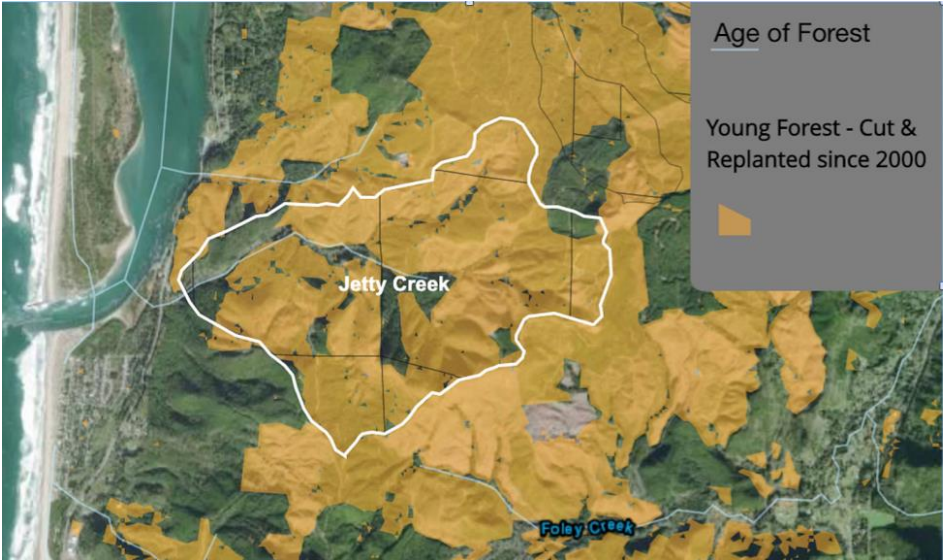 Age of Forest
Young Forest - Cut &
Replanted since 2000
Jetty Creek
Foley Creek